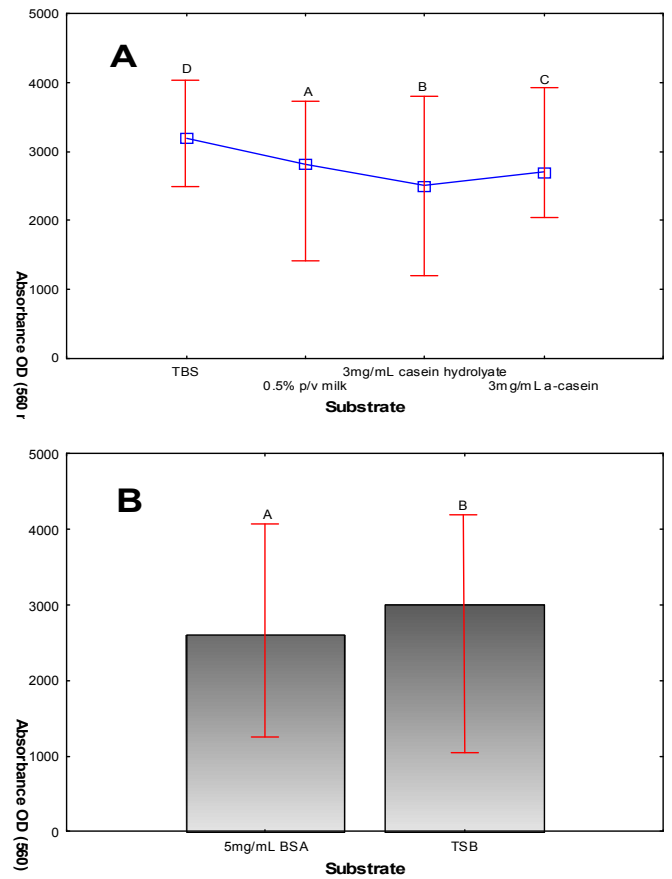 5000
A
D
A
B
C
4000
3000
2000
1000
0
Absorbance OD (560 r
TBS
3mg/mL casein hydrolyate
0.5% p/v milk
3mg/mL a-casein
Substrate
5000
B
A
B
4000
3000
2000
1000
0
Absorbance OD (560)
5mg/mL BSA
TSB
Substrate